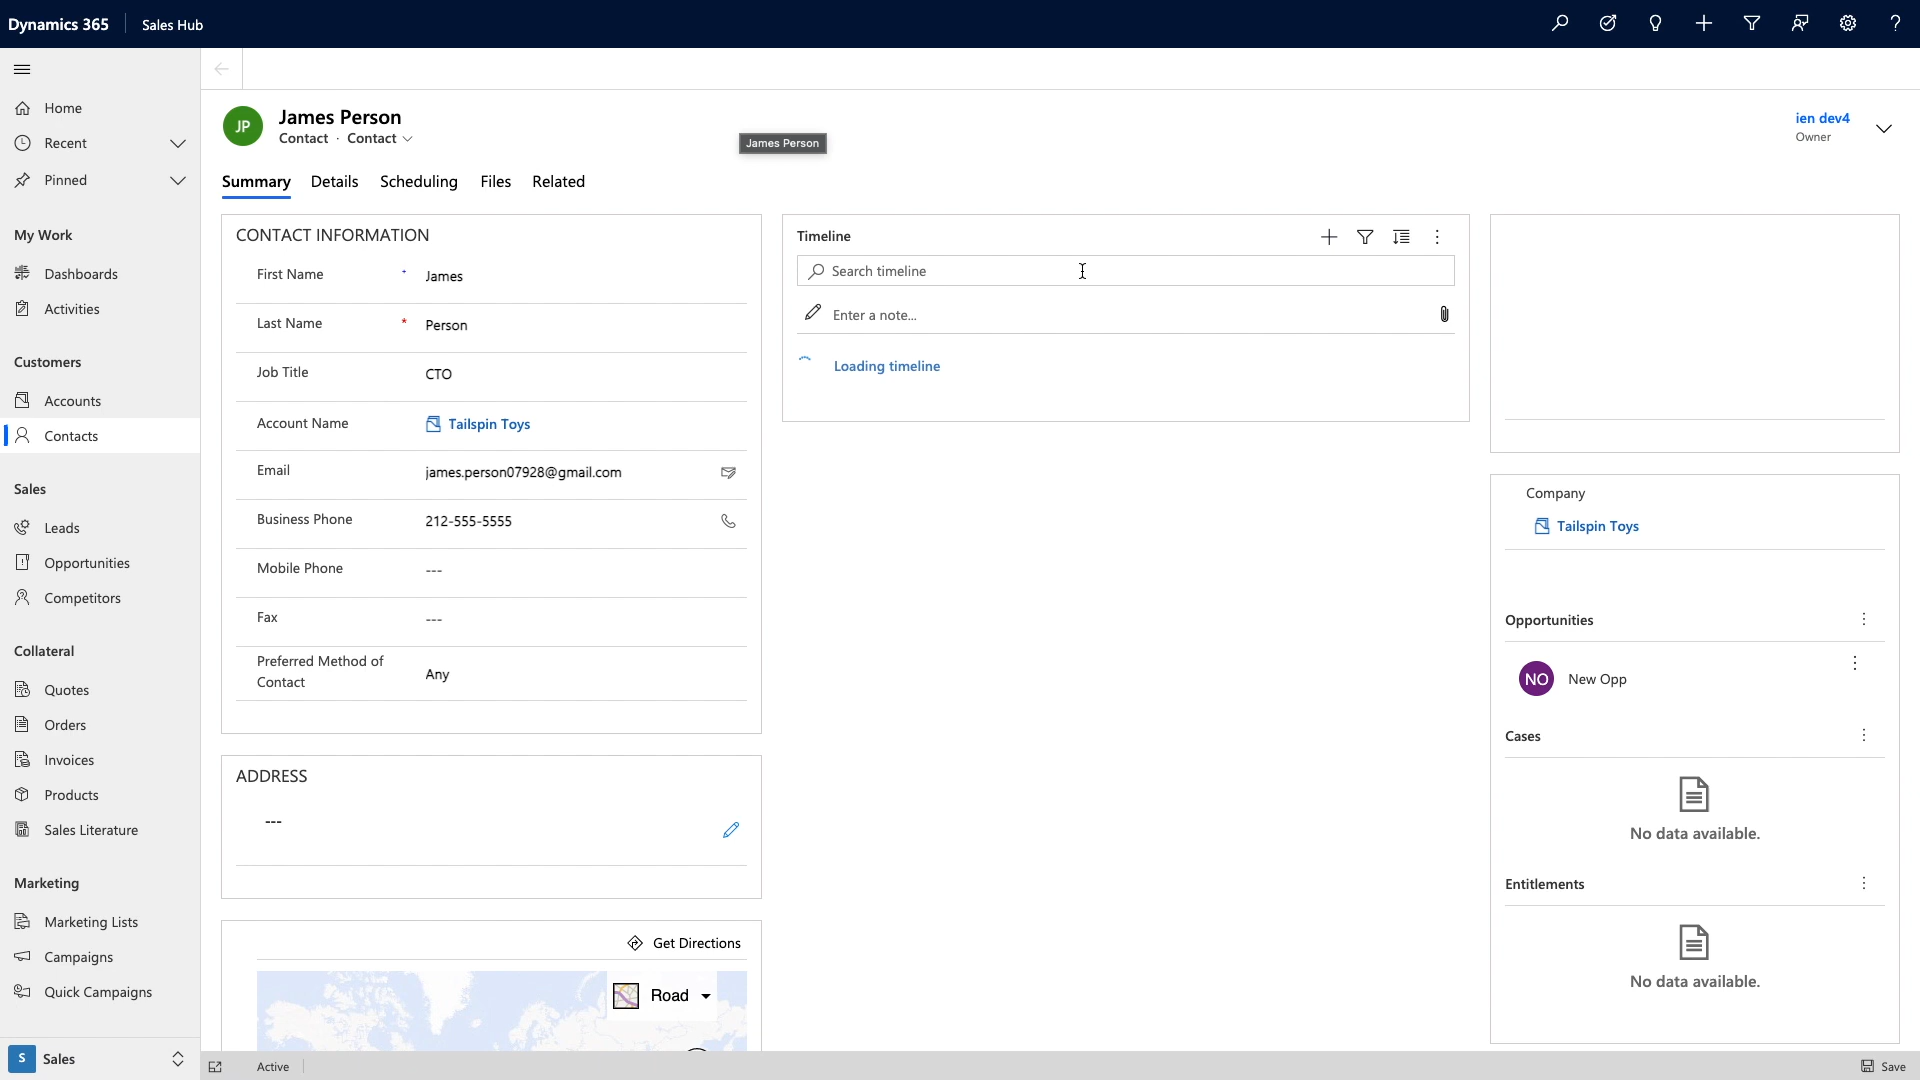 Dynamics 365
Sales Hub
?
Home
JP
James Person
Contact · Contact
James Person
ien dev4
Owner
Recent
Pinned
Summary
Details
Scheduling
Files
Related
My Work
Dashboards
Activities
Customers
Accounts
Contacts
Sales
Leads
Opportunities
Competitors
Collateral
Quotes
Orders
Invoices
Products
Sales Literature
Marketing
Marketing Lists
Campaigns
Quick Campaigns
S
Sales
CONTACT INFORMATION
First Name + James
Last Name * Person
Job Title CTO
Account Name Tailspin Toys
Email james.person07928@gmail.com
Business Phone 212-555-5555
Mobile Phone ---
Fax ---
Preferred Method of
Contact
Any
ADDRESS
---
Get Directions
Road
Timeline
Search timeline
Enter a note...
Loading timeline
Company
Tailspin Toys
Opportunities
NO New Opp
Cases
No data available.
Entitlements
No data available.
Active
Save